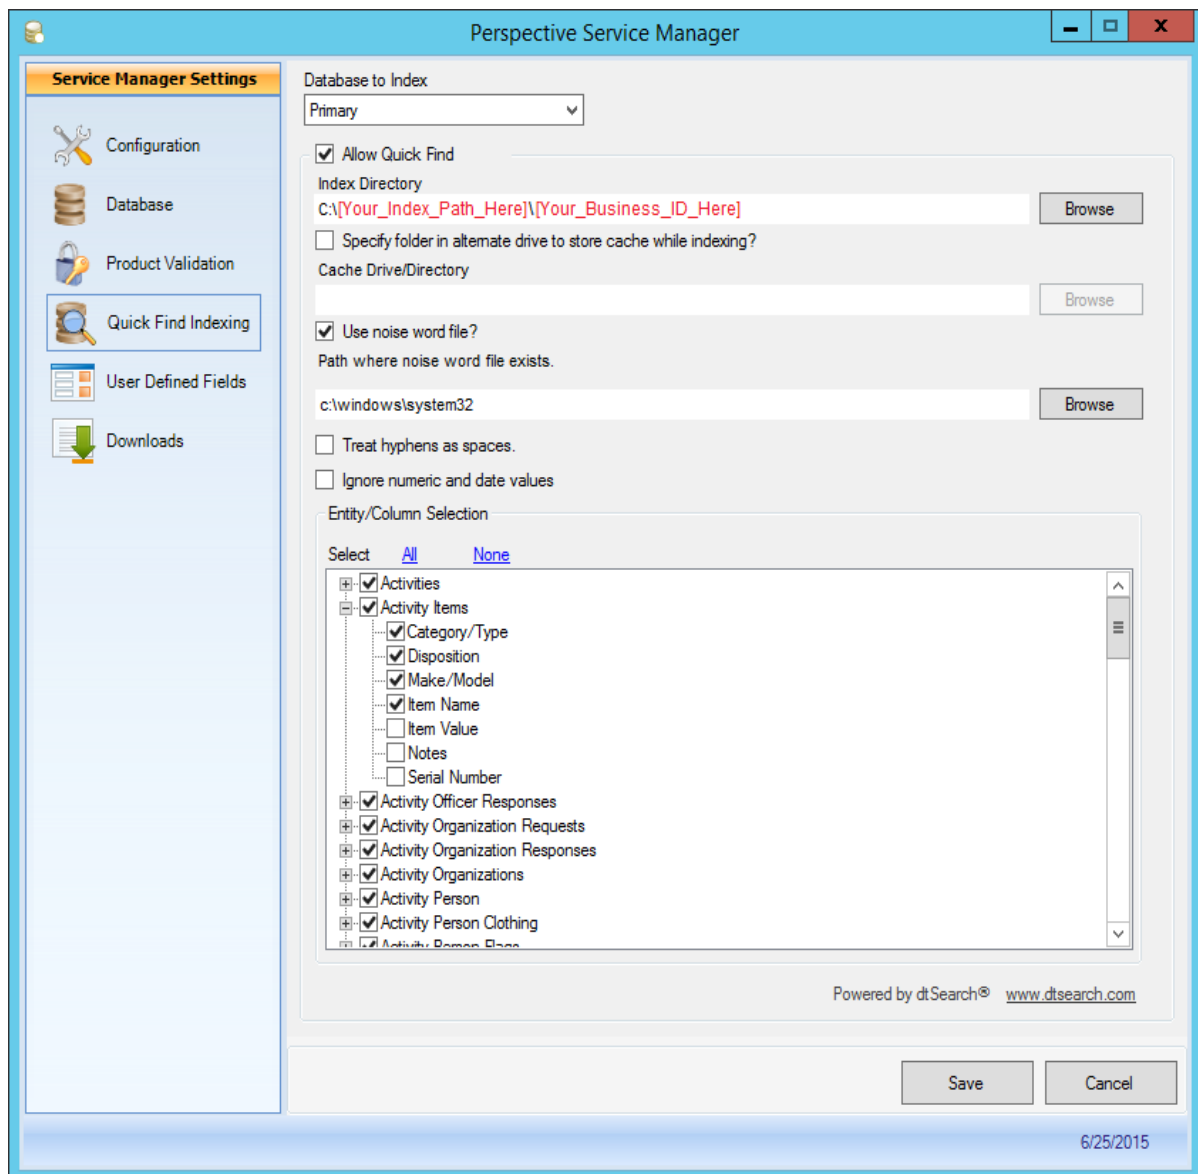 Perspective Service Manager
Service Manager Settings
Configuration
Database
Product Validation
Quick Find Indexing
User Defined Fields
Downloads
Database to Index
Primary
Allow Quick Find
Index Directory
C:\[Your_Index_Path_Here]\[Your_Business_ID_Here]
Browse
Specify folder in alternate drive to store cache while indexing?
Cache Drive/Directory
Browse
Use noise word file?
Path where noise word file exists.
c:\windows\system32
Browse
Treat hyphens as spaces.
Ignore numeric and date values
Entity/Column Selection
Select All None
Activities
Activity Items
Category/Type
Disposition
Make/Model
Item Name
Item Value
Notes
Serial Number
Activity Officer Responses
Activity Organization Requests
Activity Organization Responses
Activity Organizations
Activity Person
Activity Person Clothing
Activity Person Flags
Powered by dtSearch® www.dtsearch.com
Save
Cancel
6/25/2015